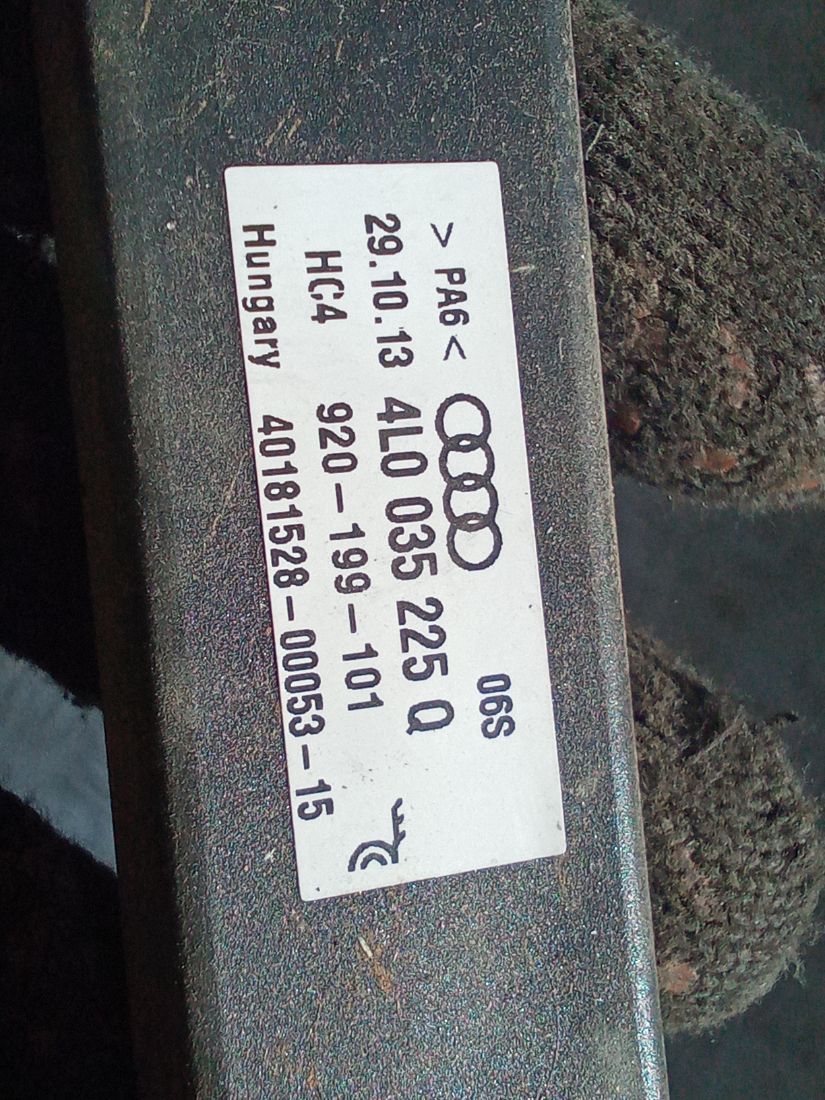 >PA6< 06S
29.10.13 4L0 035 225 Q
HC4 920-199-101
Hungary 40181528-00053-15